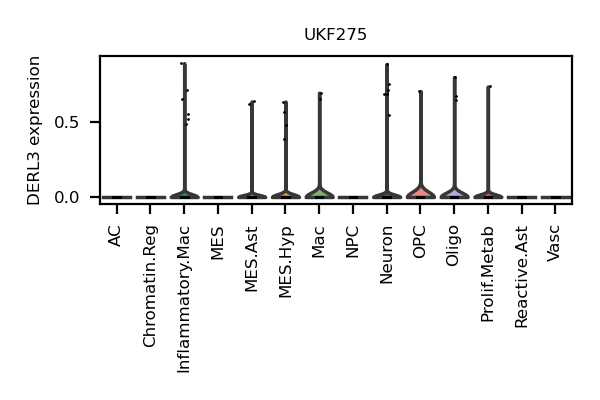 UKF275
DERL3 expression
0.5
0.0
AC
Chromatin.Reg
Inflammatory.Mac
MES
MES.Ast
MES.Hyp
Mac
NPC
Neuron
OPC
Oligo
Prolif.Metab
Reactive.Ast
Vasc